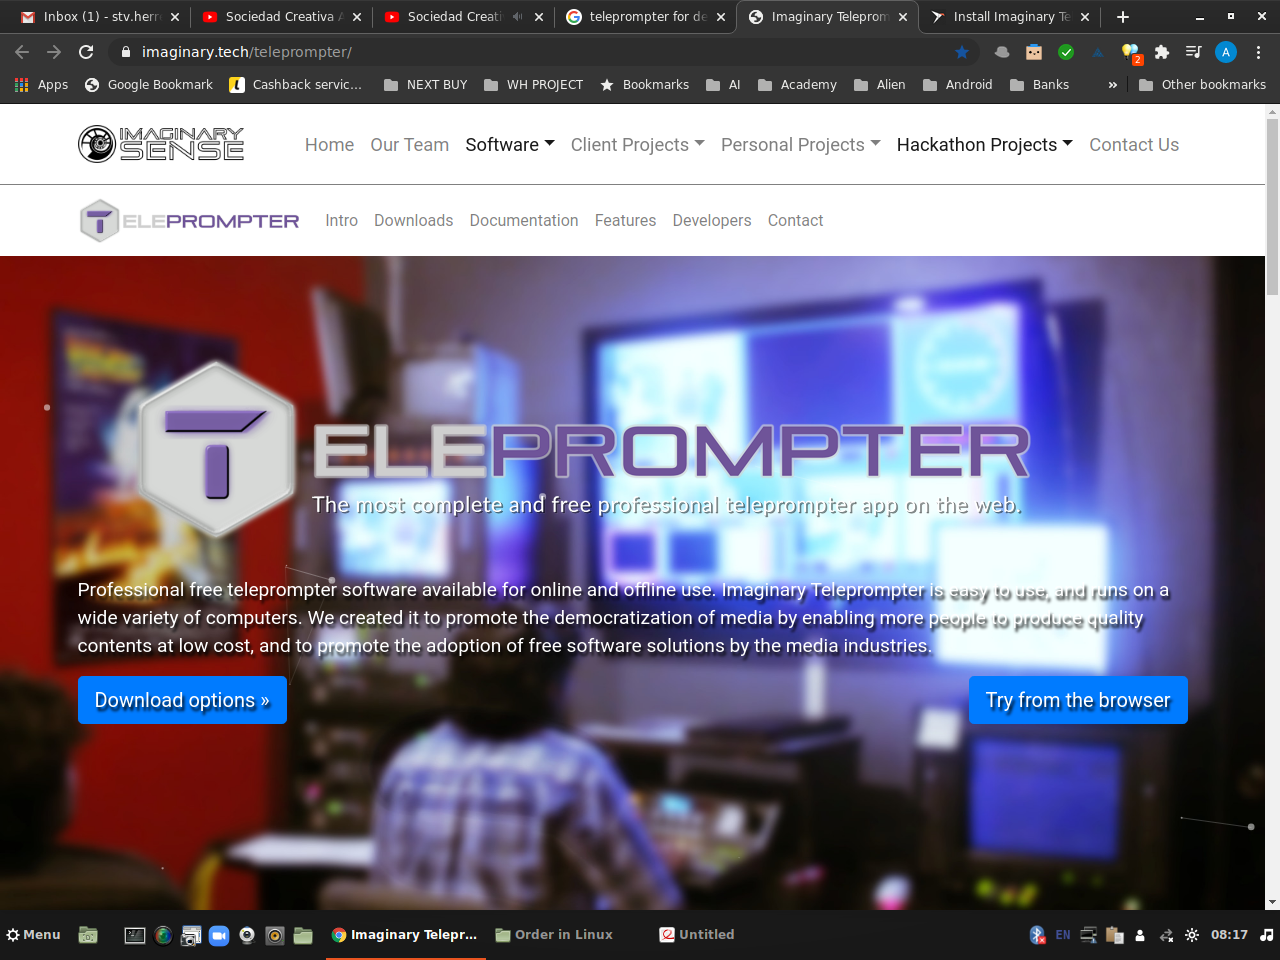 Inbox (1) - stv.herr
Sociedad Creativa A
Sociedad Creati
teleprompter for de
Imaginary Teleprom
Install Imaginary Te
imaginary.tech/teleprompter/
A
2
Apps
Google Bookmark
Cashback servic...
NEXT BUY
WH PROJECT
Bookmarks
AI
Academy
Alien
Android
Banks
»
Other bookmarks
IMAGINARY
SENSE
Home
Our Team
Software
Client Projects
Personal Projects
Hackathon Projects
Contact Us
TELEPROMPTER
Intro
Downloads
Documentation
Features
Developers
Contact
TELEPROMPTER
The most complete and free professional teleprompter app on the web.
Professional free teleprompter software available for online and offline use. Imaginary Teleprompter is easy to use, and runs on a
wide variety of computers. We created it to promote the democratization of media by enabling more people to produce quality
contents at low cost, and to promote the adoption of free software solutions by the media industries.
Download options »
Try from the browser
Menu
Imaginary Telepr...
Order in Linux
Untitled
EN
08:17